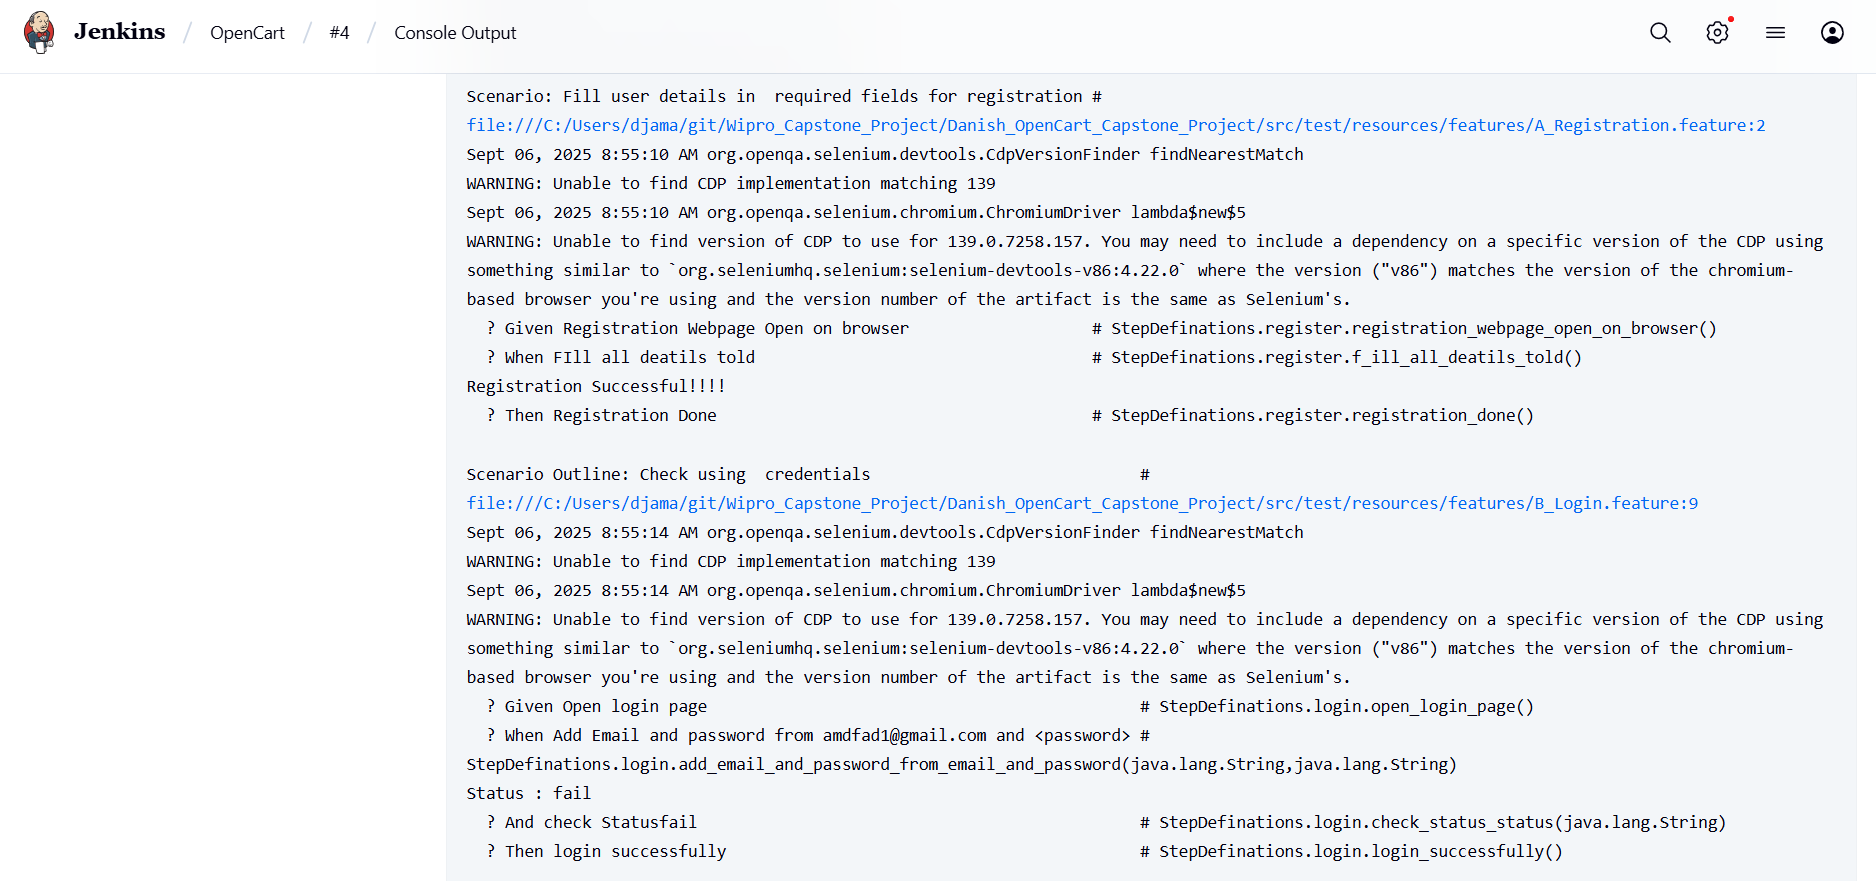 Jenkins / OpenCart / #4 / Console Output
Scenario: Fill user details in  required fields for registration #
file:///C:/Users/djama/git/Wipro_Capstone_Project/Danish_OpenCart_Capstone_Project/src/test/resources/features/A_Registration.feature:2
Sept 06, 2025 8:55:10 AM org.openqa.selenium.devtools.CdpVersionFinder findNearestMatch
WARNING: Unable to find CDP implementation matching 139
Sept 06, 2025 8:55:10 AM org.openqa.selenium.chromium.ChromiumDriver lambda$new$5
WARNING: Unable to find version of CDP to use for 139.0.7258.157. You may need to include a dependency on a specific version of the CDP using
something similar to `org.seleniumhq.selenium:selenium-devtools-v86:4.22.0` where the version ("v86") matches the version of the chromium-
based browser you're using and the version number of the artifact is the same as Selenium's.
  ? Given Registration Webpage Open on browser                   # StepDefinations.register.registration_webpage_open_on_browser()
  ? When FIll all deatils told                                   # StepDefinations.register.f_ill_all_deatils_told()
Registration Successful!!!!
  ? Then Registration Done                                       # StepDefinations.register.registration_done()
Scenario Outline: Check using  credentials                            #
file:///C:/Users/djama/git/Wipro_Capstone_Project/Danish_OpenCart_Capstone_Project/src/test/resources/features/B_Login.feature:9
Sept 06, 2025 8:55:14 AM org.openqa.selenium.devtools.CdpVersionFinder findNearestMatch
WARNING: Unable to find CDP implementation matching 139
Sept 06, 2025 8:55:14 AM org.openqa.selenium.chromium.ChromiumDriver lambda$new$5
WARNING: Unable to find version of CDP to use for 139.0.7258.157. You may need to include a dependency on a specific version of the CDP using
something similar to `org.seleniumhq.selenium:selenium-devtools-v86:4.22.0` where the version ("v86") matches the version of the chromium-
based browser you're using and the version number of the artifact is the same as Selenium's.
  ? Given Open login page                                             # StepDefinations.login.open_login_page()
  ? When Add Email and password from amdfad1@gmail.com and <password> #
StepDefinations.login.add_email_and_password_from_email_and_password(java.lang.String,java.lang.String)
Status : fail
  ? And check Statusfail                                              # StepDefinations.login.check_status_status(java.lang.String)
  ? Then login successfully                                           # StepDefinations.login.login_successfully()